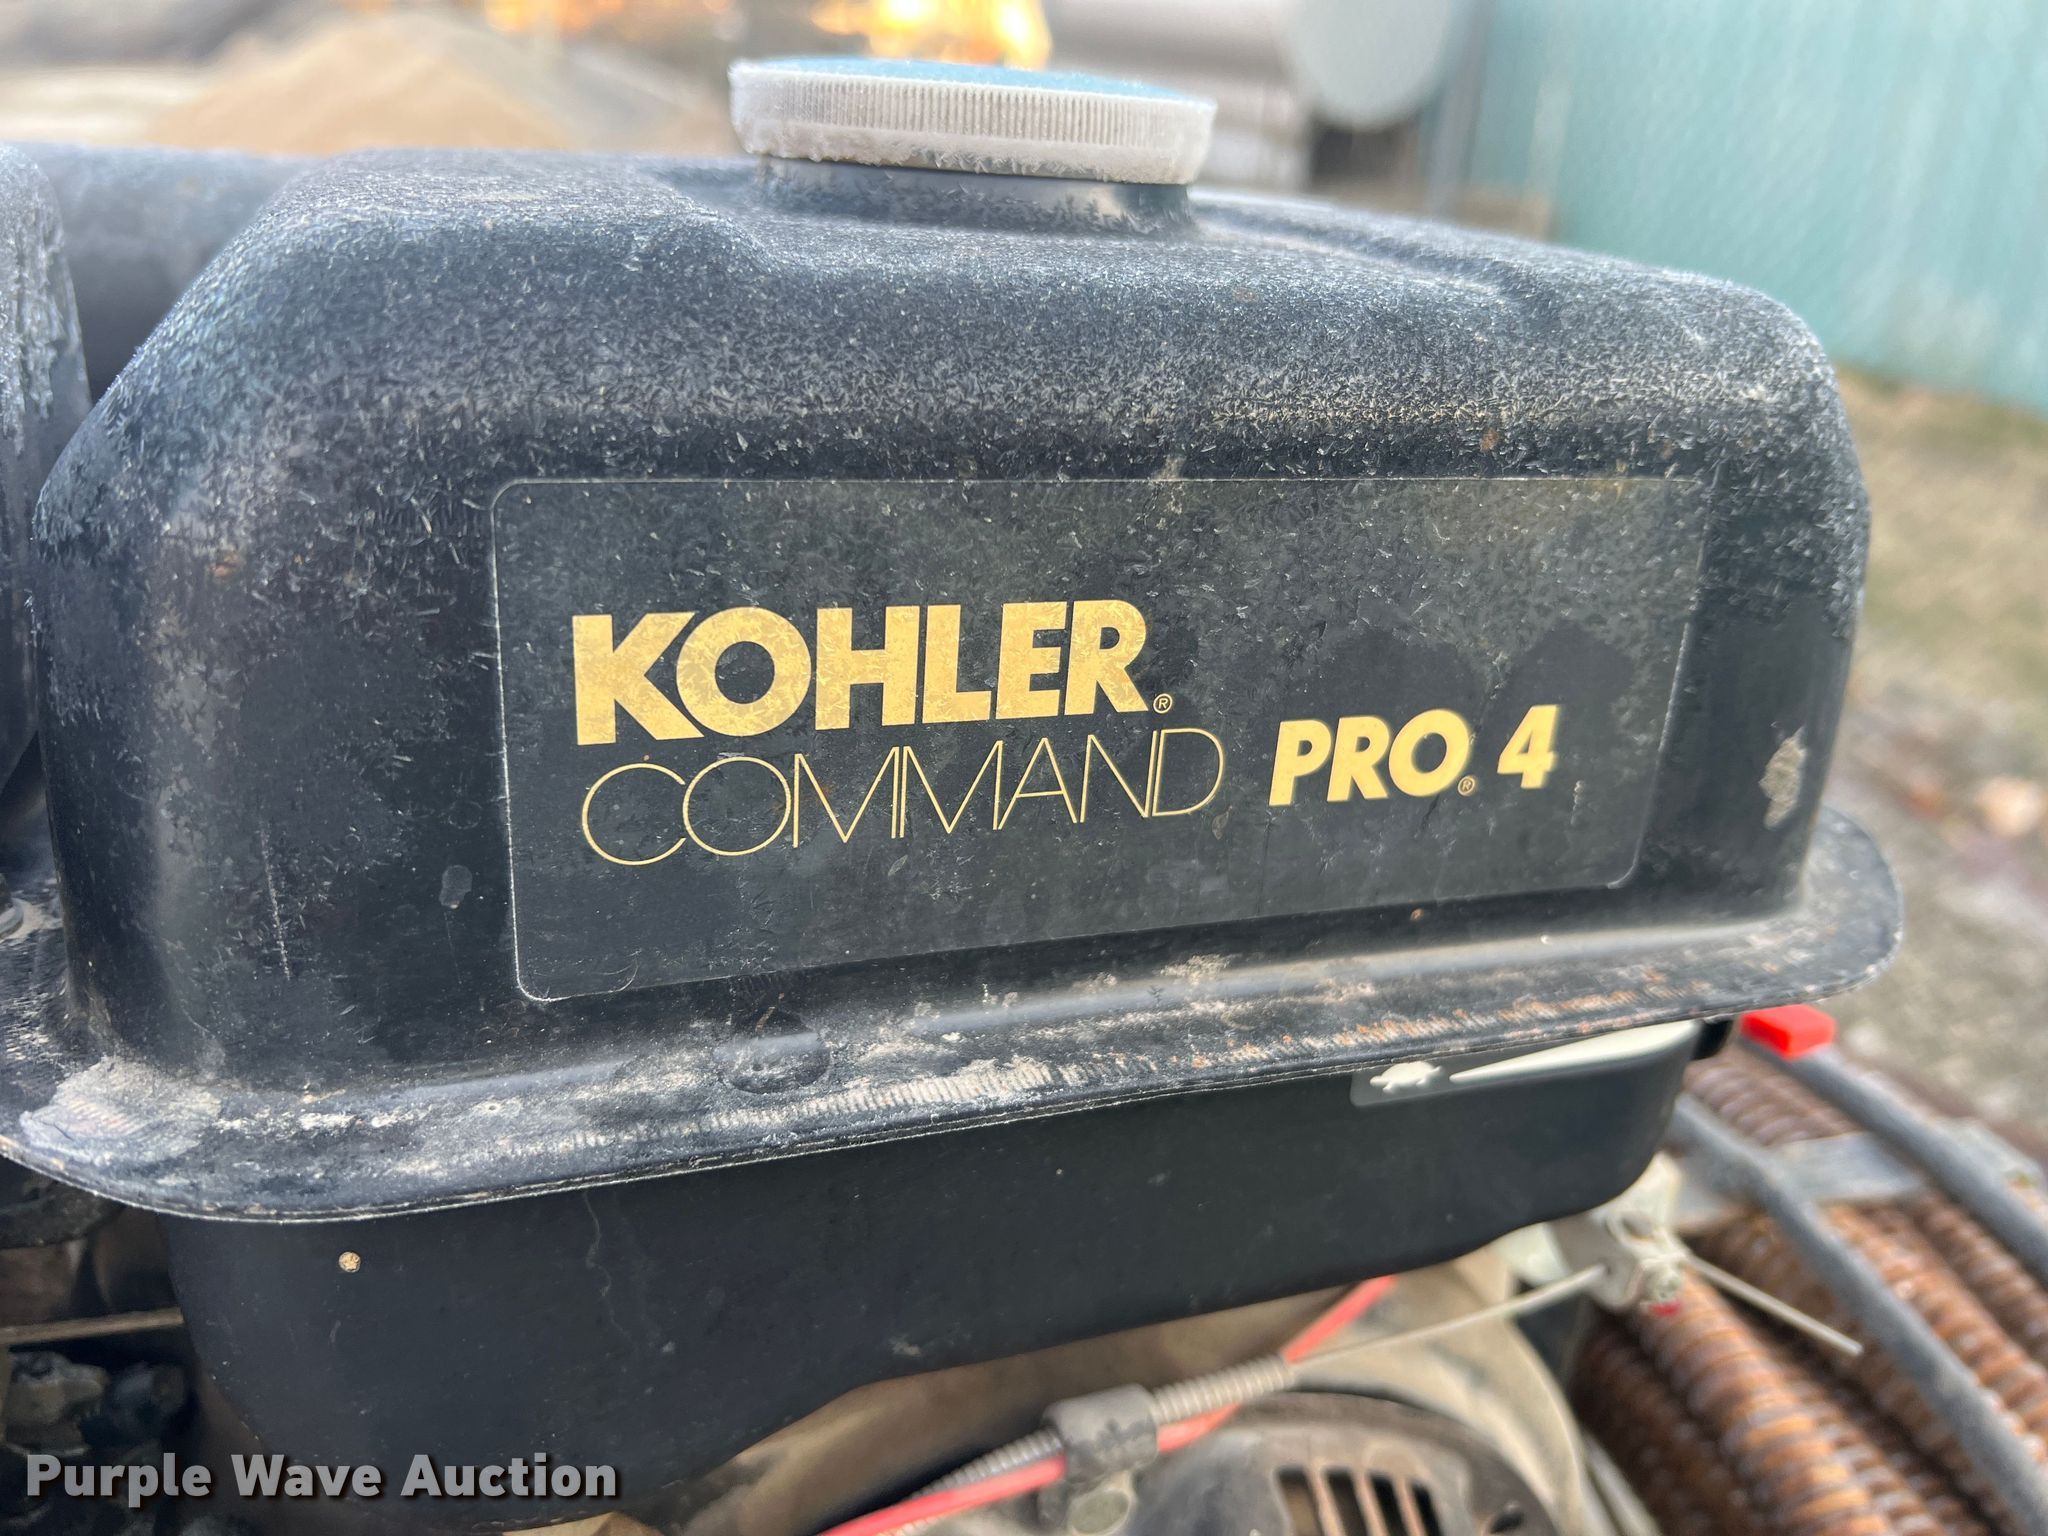 KOHLER®
COMMAND PRO® 4
Purple Wave Auction